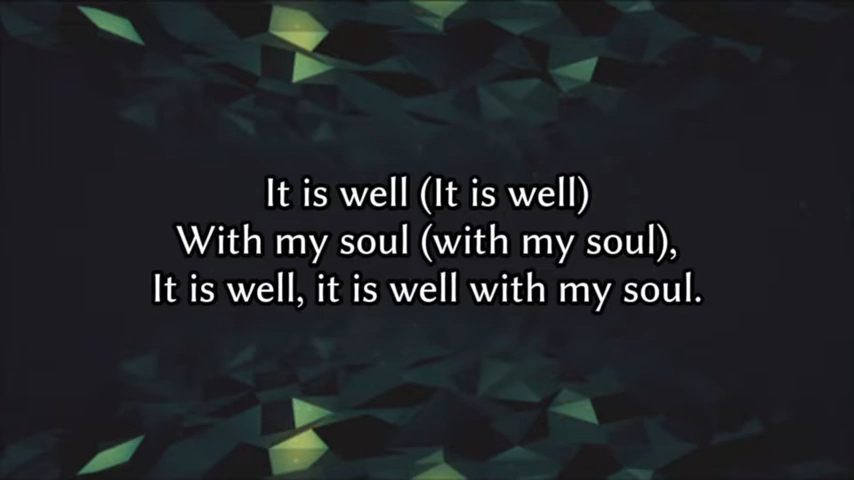 It is well (It is well)
With my soul (with my soul),
It is well, it is well with my soul.